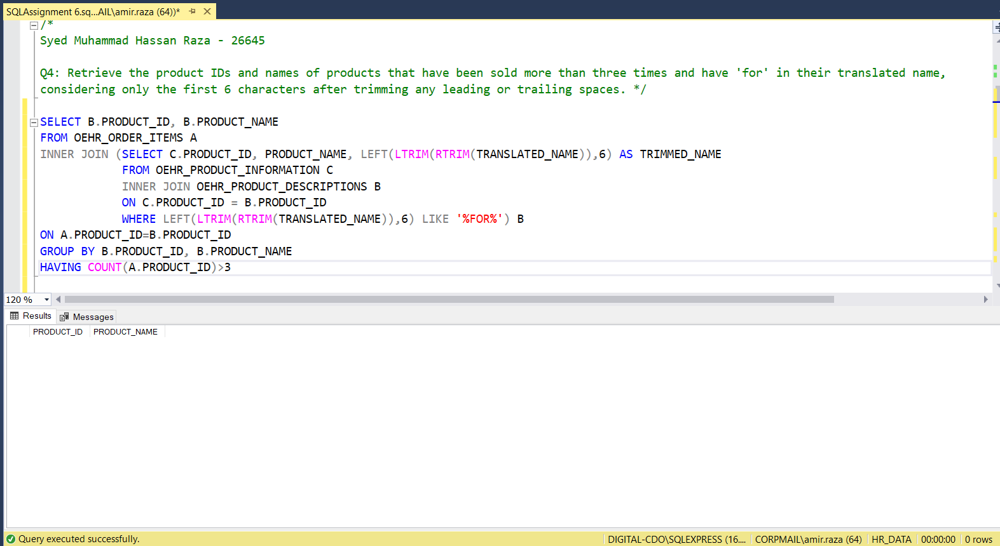 SQLAssignment 6.sq...AIL\amir.raza (64))*
/*
Syed Muhammad Hassan Raza - 26645
Q4: Retrieve the product IDs and names of products that have been sold more than three times and have 'for' in their translated name,
considering only the first 6 characters after trimming any leading or trailing spaces. */
SELECT B.PRODUCT_ID, B.PRODUCT_NAME
FROM OEHR_ORDER_ITEMS A
INNER JOIN (SELECT C.PRODUCT_ID, PRODUCT_NAME, LEFT(LTRIM(RTRIM(TRANSLATED_NAME)),6) AS TRIMMED_NAME
FROM OEHR_PRODUCT_INFORMATION C
INNER JOIN OEHR_PRODUCT_DESCRIPTIONS B
ON C.PRODUCT_ID = B.PRODUCT_ID
WHERE LEFT(LTRIM(RTRIM(TRANSLATED_NAME)),6) LIKE '%FOR%') B
ON A.PRODUCT_ID=B.PRODUCT_ID
GROUP BY B.PRODUCT_ID, B.PRODUCT_NAME
HAVING COUNT(A.PRODUCT_ID)>3
120 %
Results Messages
PRODUCT_ID PRODUCT_NAME
Query executed successfully. DIGITAL-CDO\SQLEXPRESS (16.... CORPMAIL\amir.raza (64) HR_DATA 00:00:00 0 rows